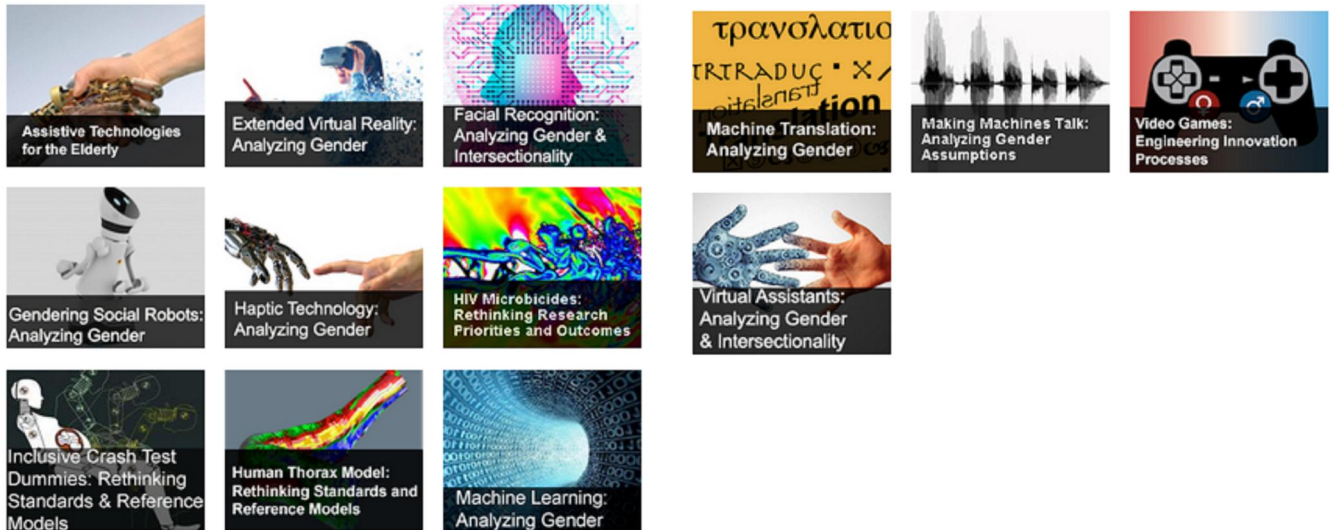 Assistive Technologies
for the Elderly
Extended Virtual Reality:
Analyzing Gender
Facial Recognition:
Analyzing Gender &
Intersectionality
Gendering Social Robots:
Analyzing Gender
Haptic Technology:
Analyzing Gender
HIV Microbicides:
Rethinking Research
Priorities and Outcomes
Inclusive Crash Test
Dummies: Rethinking
Standards & Reference
Models
Human Thorax Model:
Rethinking Standards and
Reference Models
Machine Learning:
Analyzing Gender
τρανσλατιο
TRTRADUC
translation
Machine Translation:
Analyzing Gender
Making Machines Talk:
Analyzing Gender
Assumptions
Video Games:
Engineering Innovation
Processes
Virtual Assistants:
Analyzing Gender
& Intersectionality